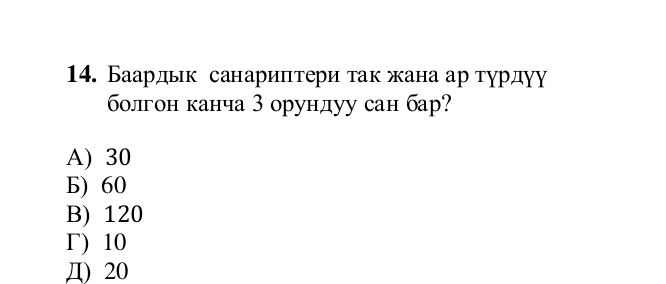 14. Баардык санариптери так жана ар түрдүү
болгон канча 3 орундуу сан бар?
А) 30
Б) 60
В) 120
Г) 10
Д) 20